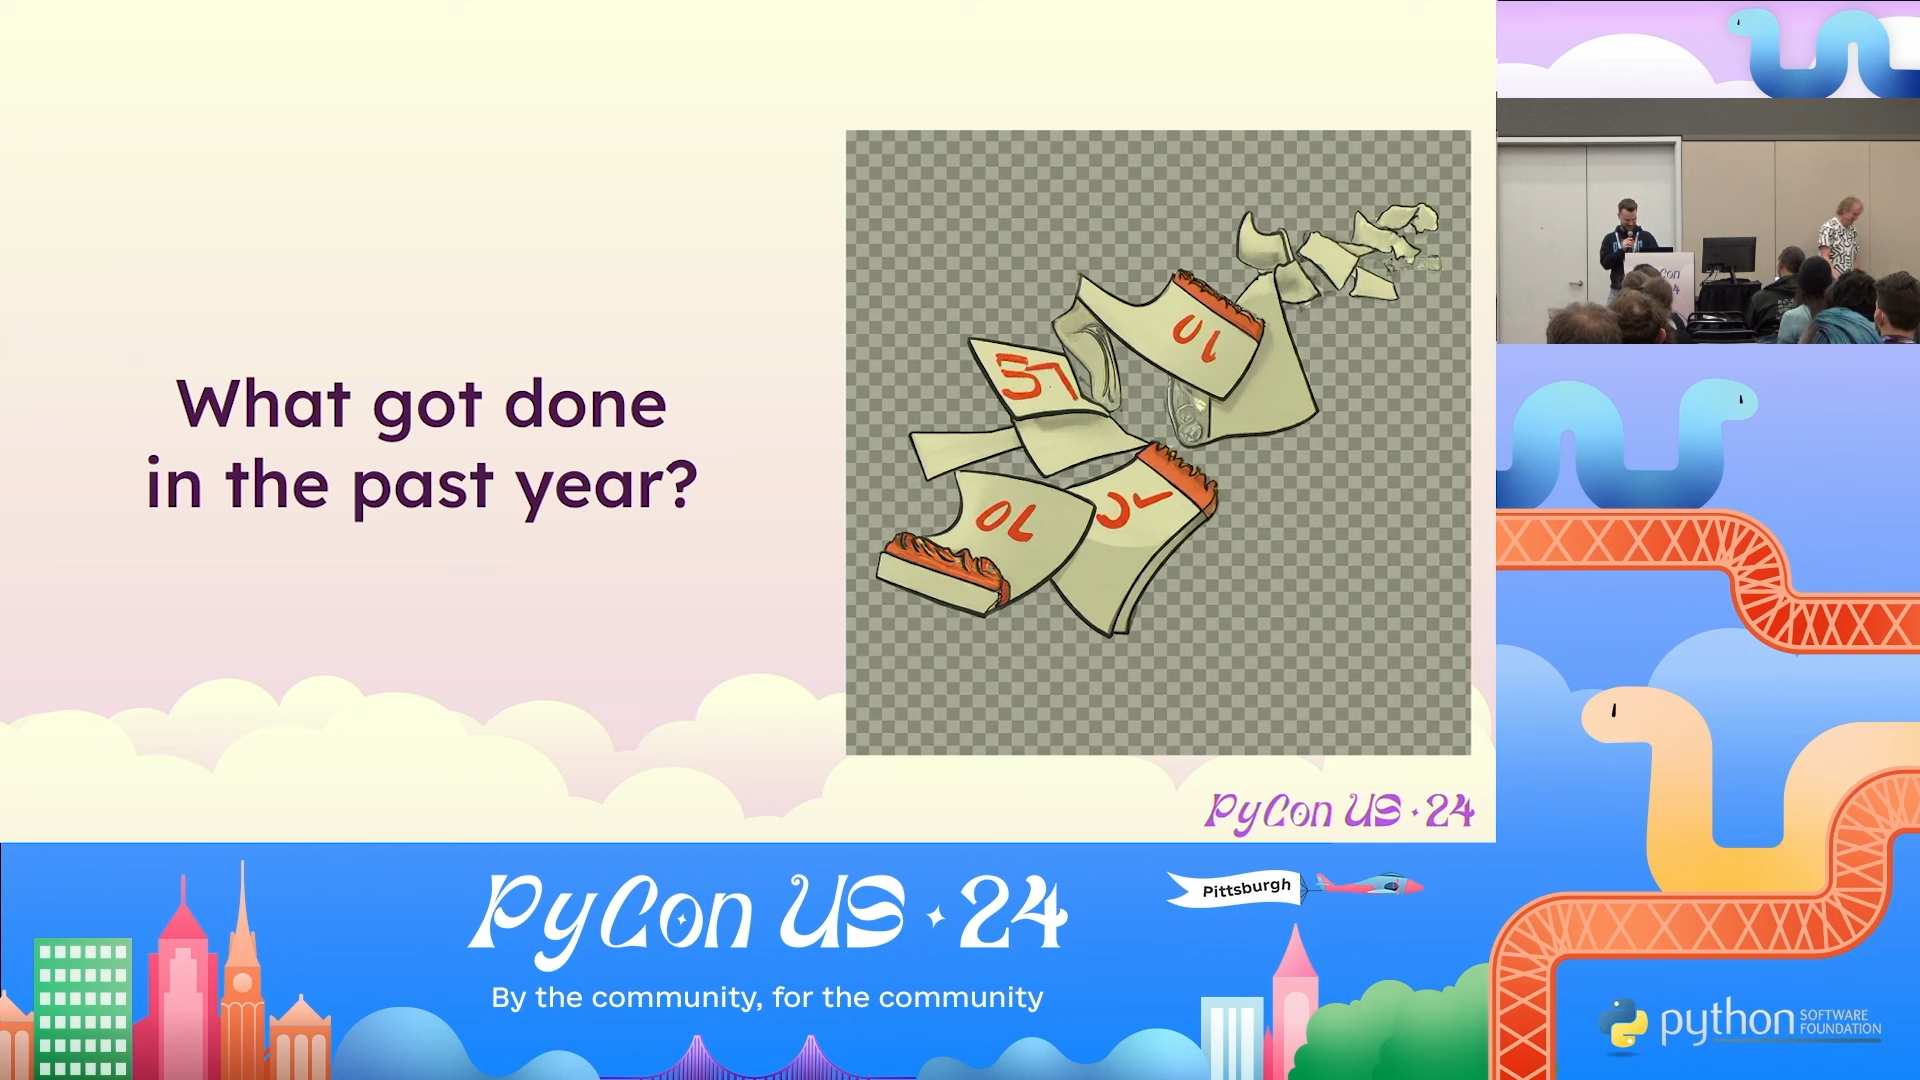 What got done
in the past year?
PyCon US · 24
PyCon US · 24
By the community, for the community
Pittsburgh
python
SOFTWARE
FOUNDATION